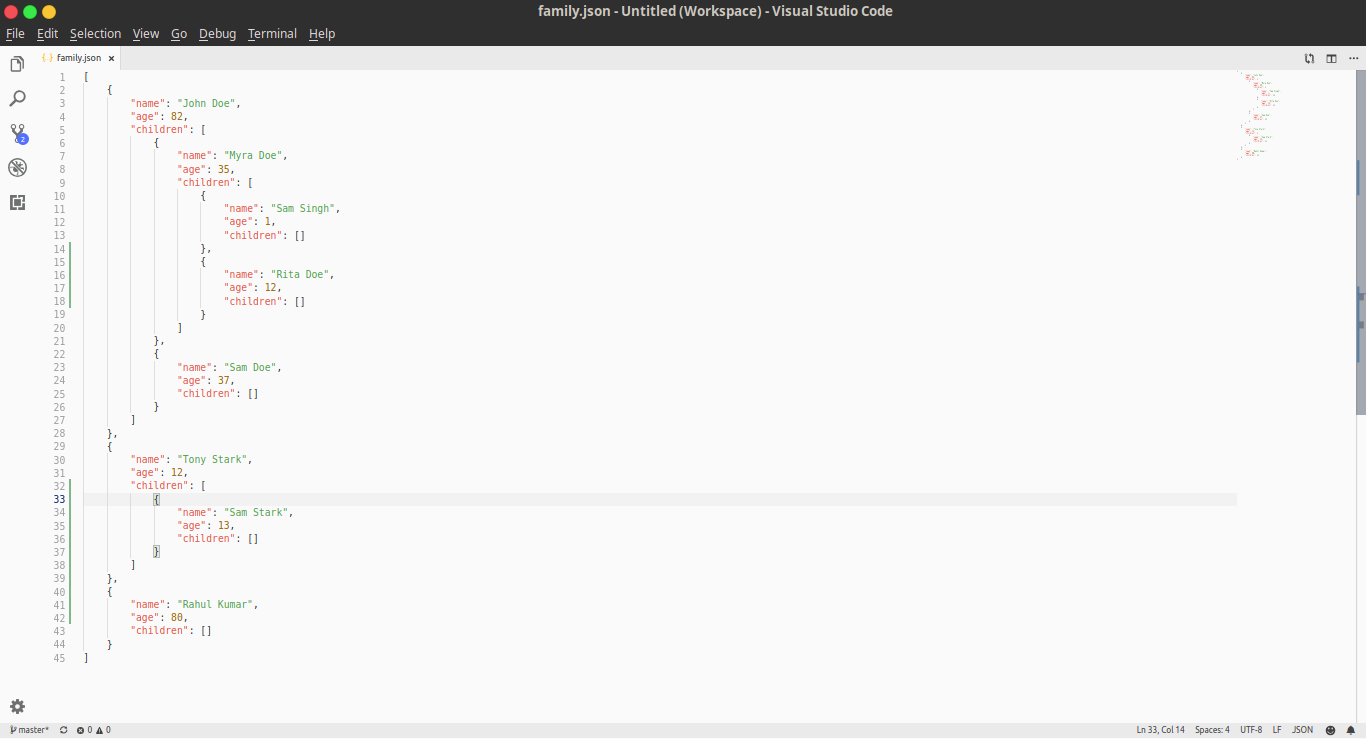 family.json - Untitled (Workspace) - Visual Studio Code
File Edit Selection View Go Debug Terminal Help
{ } family.json ×
1 [
2 {
3 "name": "John Doe",
4 "age": 82,
5 "children": [
6 {
7 "name": "Myra Doe",
8 "age": 35,
9 "children": [
10 {
11 "name": "Sam Singh",
12 "age": 1,
13 "children": []
14 },
15 {
16 "name": "Rita Doe",
17 "age": 12,
18 "children": []
19 }
20 ]
21 },
22 {
23 "name": "Sam Doe",
24 "age": 37,
25 "children": []
26 }
27 ]
28 },
29 {
30 "name": "Tony Stark",
31 "age": 12,
32 "children": [
33 {
34 "name": "Sam Stark",
35 "age": 13,
36 "children": []
37 }
38 ]
39 },
40 {
41 "name": "Rahul Kumar",
42 "age": 80,
43 "children": []
44 }
45 ]
2
master* 0 0 Ln 33, Col 14 Spaces: 4 UTF-8 LF JSON